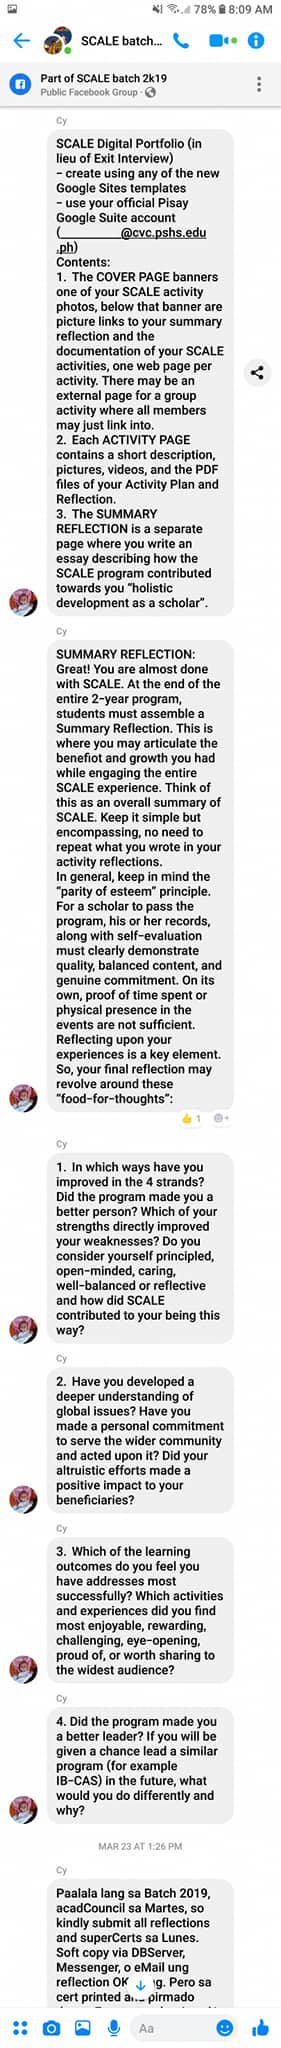 78% 8:09 AM
SCALE batch...
Part of SCALE batch 2k19
Public Facebook Group ·
Cy
SCALE Digital Portfolio (in
lieu of Exit Interview)
- create using any of the new
Google Sites templates
- use your official Pisay
Google Suite account
(________@cvc.pshs.edu
.ph)
Contents:
1. The COVER PAGE banners
one of your SCALE activity
photos, below that banner are
picture links to your summary
reflection and the
documentation of your SCALE
activities, one web page per
activity. There may be an
external page for a group
activity where all members
may just link into.
2. Each ACTIVITY PAGE
contains a short description,
pictures, videos, and the PDF
files of your Activity Plan and
Reflection.
3. The SUMMARY
REFLECTION is a separate
page where you write an
essay describing how the
SCALE program contributed
towards you "holistic
development as a scholar".
Cy
SUMMARY REFLECTION:
Great! You are almost done
with SCALE. At the end of the
entire 2-year program,
students must assemble a
Summary Reflection. This is
where you may articulate the
benefiot and growth you had
while engaging the entire
SCALE experience. Think of
this as an overall summary of
SCALE. Keep it simple but
encompassing, no need to
repeat what you wrote in your
activity reflections.
In general, keep in mind the
"parity of esteem" principle.
For a scholar to pass the
program, his or her records,
along with self-evaluation
must clearly demonstrate
quality, balanced content, and
genuine commitment. On its
own, proof of time spent or
physical presence in the
events are not sufficient.
Reflecting upon your
experiences is a key element.
So, your final reflection may
revolve around these
"food-for-thoughts":
1
Cy
1. In which ways have you
improved in the 4 strands?
Did the program made you a
better person? Which of your
strengths directly improved
your weaknesses? Do you
consider yourself principled,
open-minded, caring,
well-balanced or reflective
and how did SCALE
contributed to your being this
way?
Cy
2. Have you developed a
deeper understanding of
global issues? Have you
made a personal commitment
to serve the wider community
and acted upon it? Did your
altruistic efforts made a
positive impact to your
beneficiaries?
Cy
3. Which of the learning
outcomes do you feel you
have addresses most
successfully? Which activities
and experiences did you find
most enjoyable, rewarding,
challenging, eye-opening,
proud of, or worth sharing to
the widest audience?
Cy
4. Did the program made you
a better leader? If you will be
given a chance lead a similar
program (for example
IB-CAS) in the future, what
would you do differently and
why?
MAR 23 AT 1:26 PM
Cy
Paalala lang sa Batch 2019,
acadCouncil sa Martes, so
kindly submit all reflections
and superCerts sa Lunes.
Soft copy via DBServer,
Messenger, o eMail ung
reflection Pero sa
cert printed pirmado
Aa